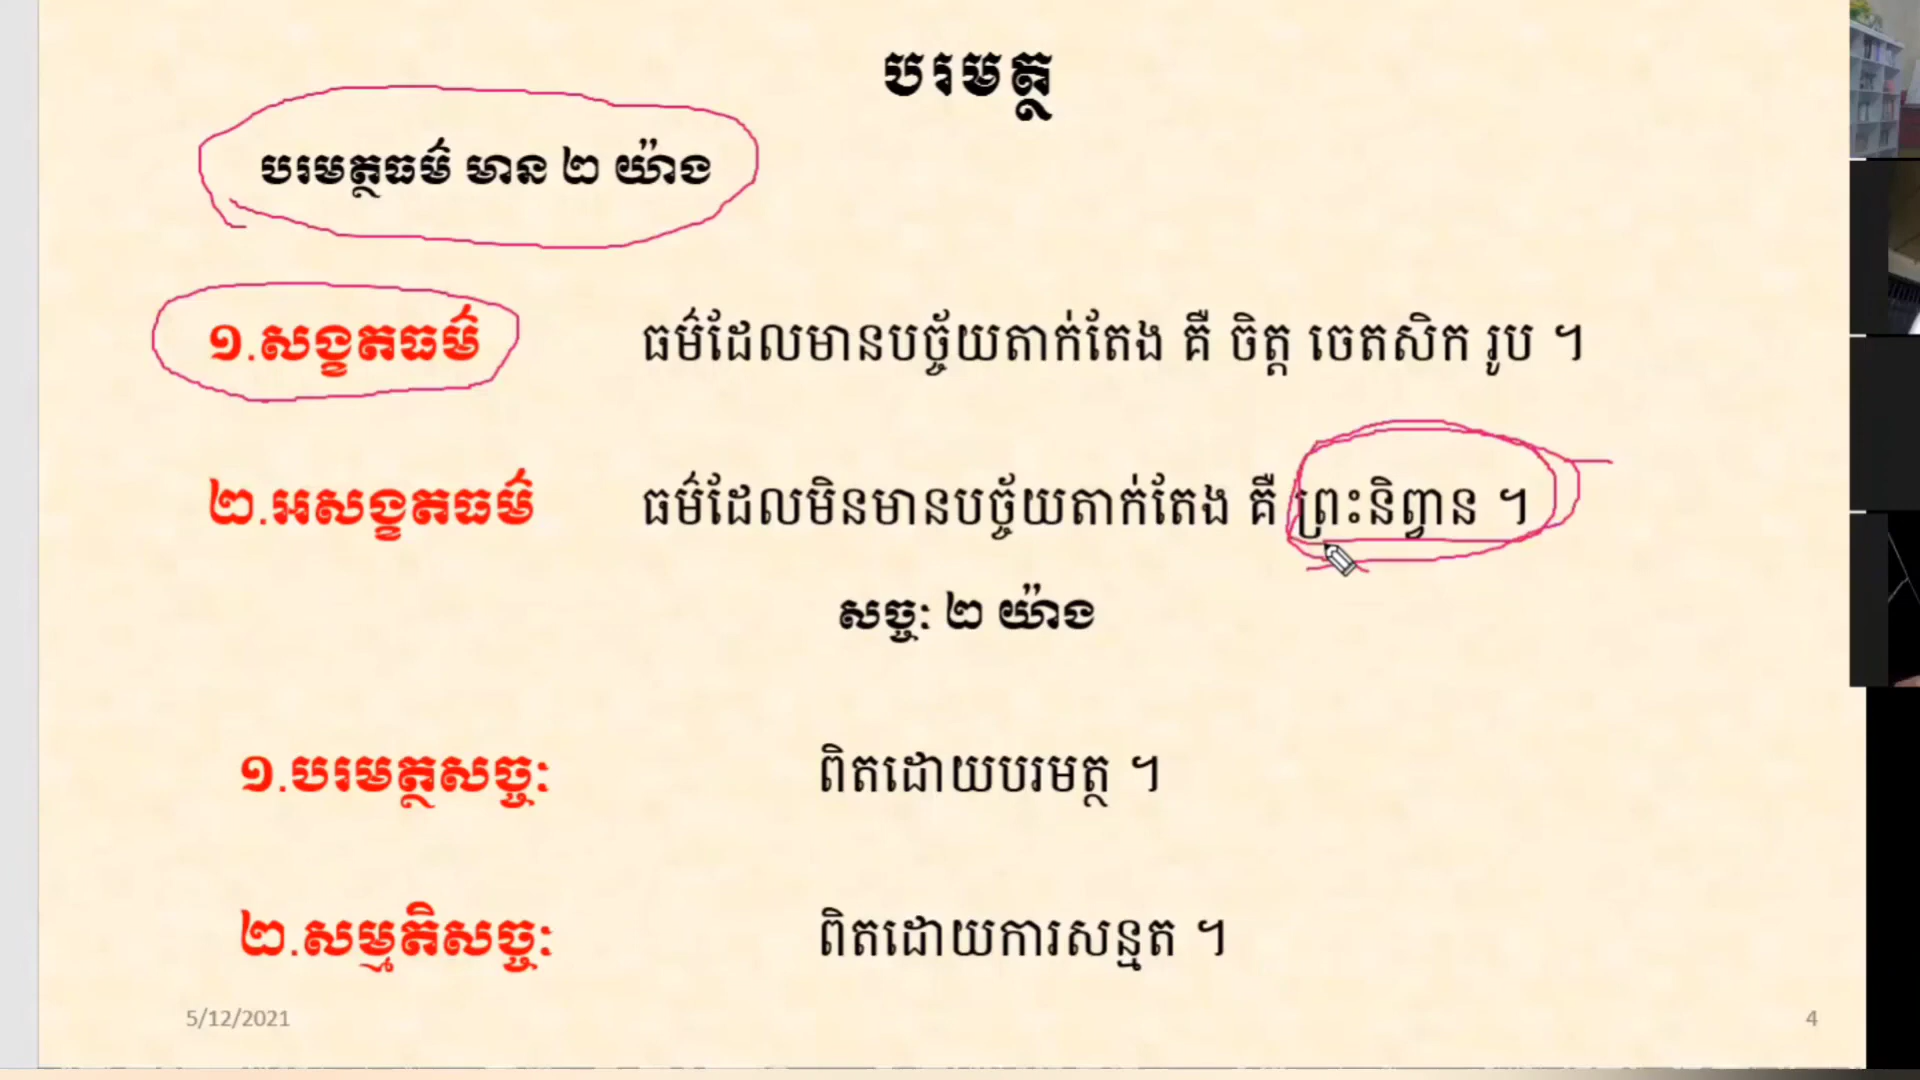 បរមត្ថ
បរមត្ថធម៌ មាន ២ យ៉ាង
១.សង្ខតធម៌ ធម៌ដែលមានបច្ច័យតាក់តែង គឺ ចិត្ត ចេតសិក រូប ។
២.អសង្ខតធម៌ ធម៌ដែលមិនមានបច្ច័យតាក់តែង គឺ ព្រះនិព្វាន ។
សច្ចៈ ២ យ៉ាង
១.បរមត្ថសច្ចៈ ពិតដោយបរមត្ថ ។
២.សម្មតិសច្ចៈ ពិតដោយការសន្មត ។
5/12/2021 4